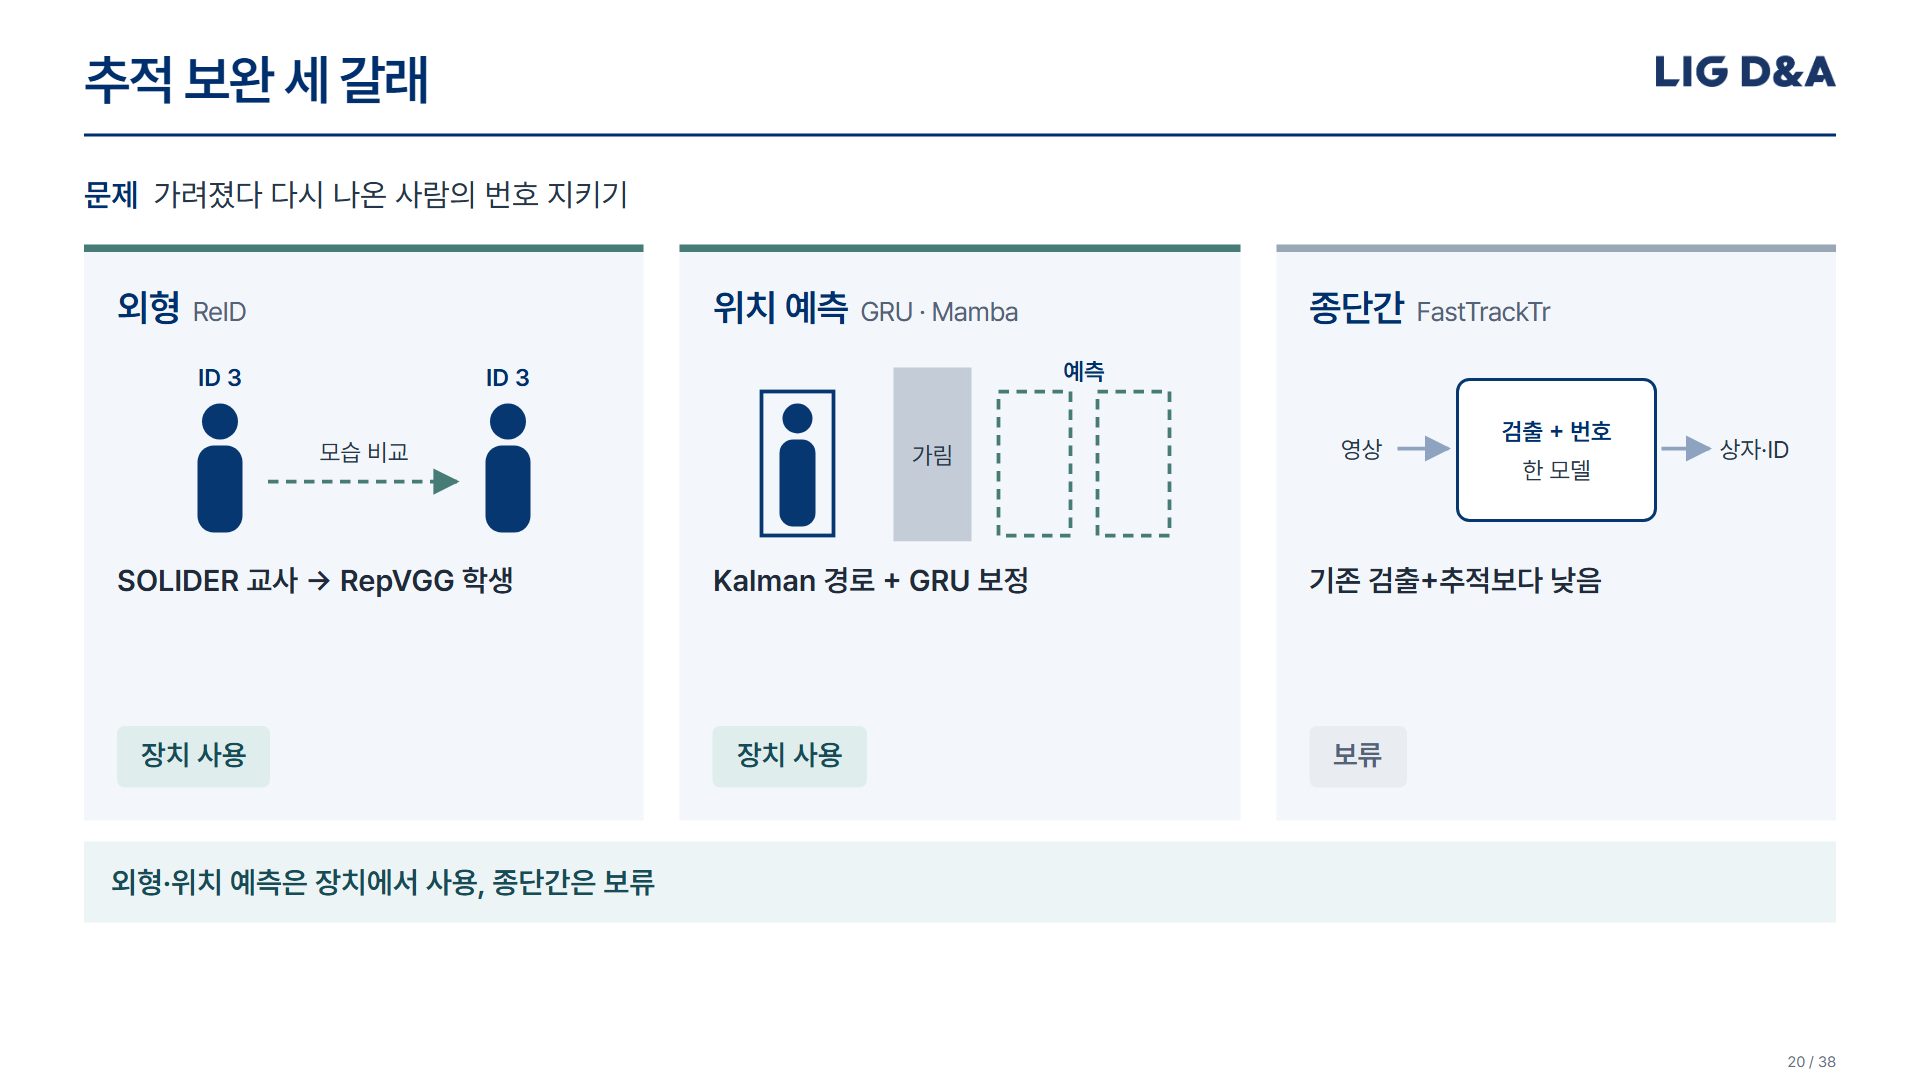 추적 보완 세 갈래
LIG D&A
문제 가려졌다 다시 나온 사람의 번호 지키기
외형 ReID
ID 3
ID 3
모습 비교
SOLIDER 교사 → RepVGG 학생
장치 사용
위치 예측 GRU · Mamba
예측
가림
Kalman 경로 + GRU 보정
장치 사용
종단간 FastTrackTr
영상
검출 + 번호
한 모델
상자·ID
기존 검출+추적보다 낮음
보류
외형·위치 예측은 장치에서 사용, 종단간은 보류
20 / 38